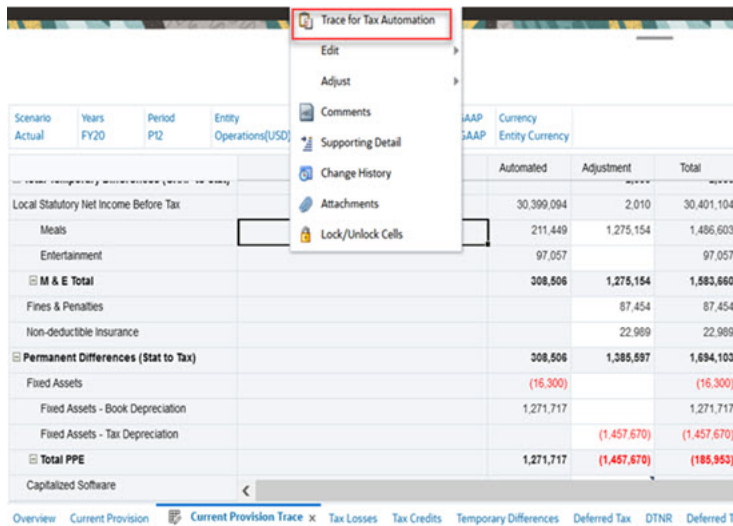 Trace for Tax Automation
Edit
Adjust
Comments
Supporting Detail
Change History
Attachments
Lock/Unlock Cells
Scenario Years Period Entity GAAP Currency
Actual FY20 P12 Operations(USD) GAAP Entity Currency
Automated Adjustment Total
Local Statutory Net Income Before Tax 30,399,094 2,010 30,401,104
Meals 211,449 1,275,154 1,486,603
Entertainment 97,057 97,057
M & E Total 308,506 1,275,154 1,583,660
Fines & Penalties 87,454 87,454
Non-deductible Insurance 22,989 22,989
Permanent Differences (Stat to Tax) 308,506 1,385,597 1,694,103
Fixed Assets (16,300) (16,300)
Fixed Assets - Book Depreciation 1,271,717 1,271,717
Fixed Assets - Tax Depreciation (1,457,670) (1,457,670)
Total PPE 1,271,717 (1,457,670) (185,953)
Capitalized Software
Overview Current Provision Current Provision Trace x Tax Losses Tax Credits Temporary Differences Deferred Tax DTNR Deferred T